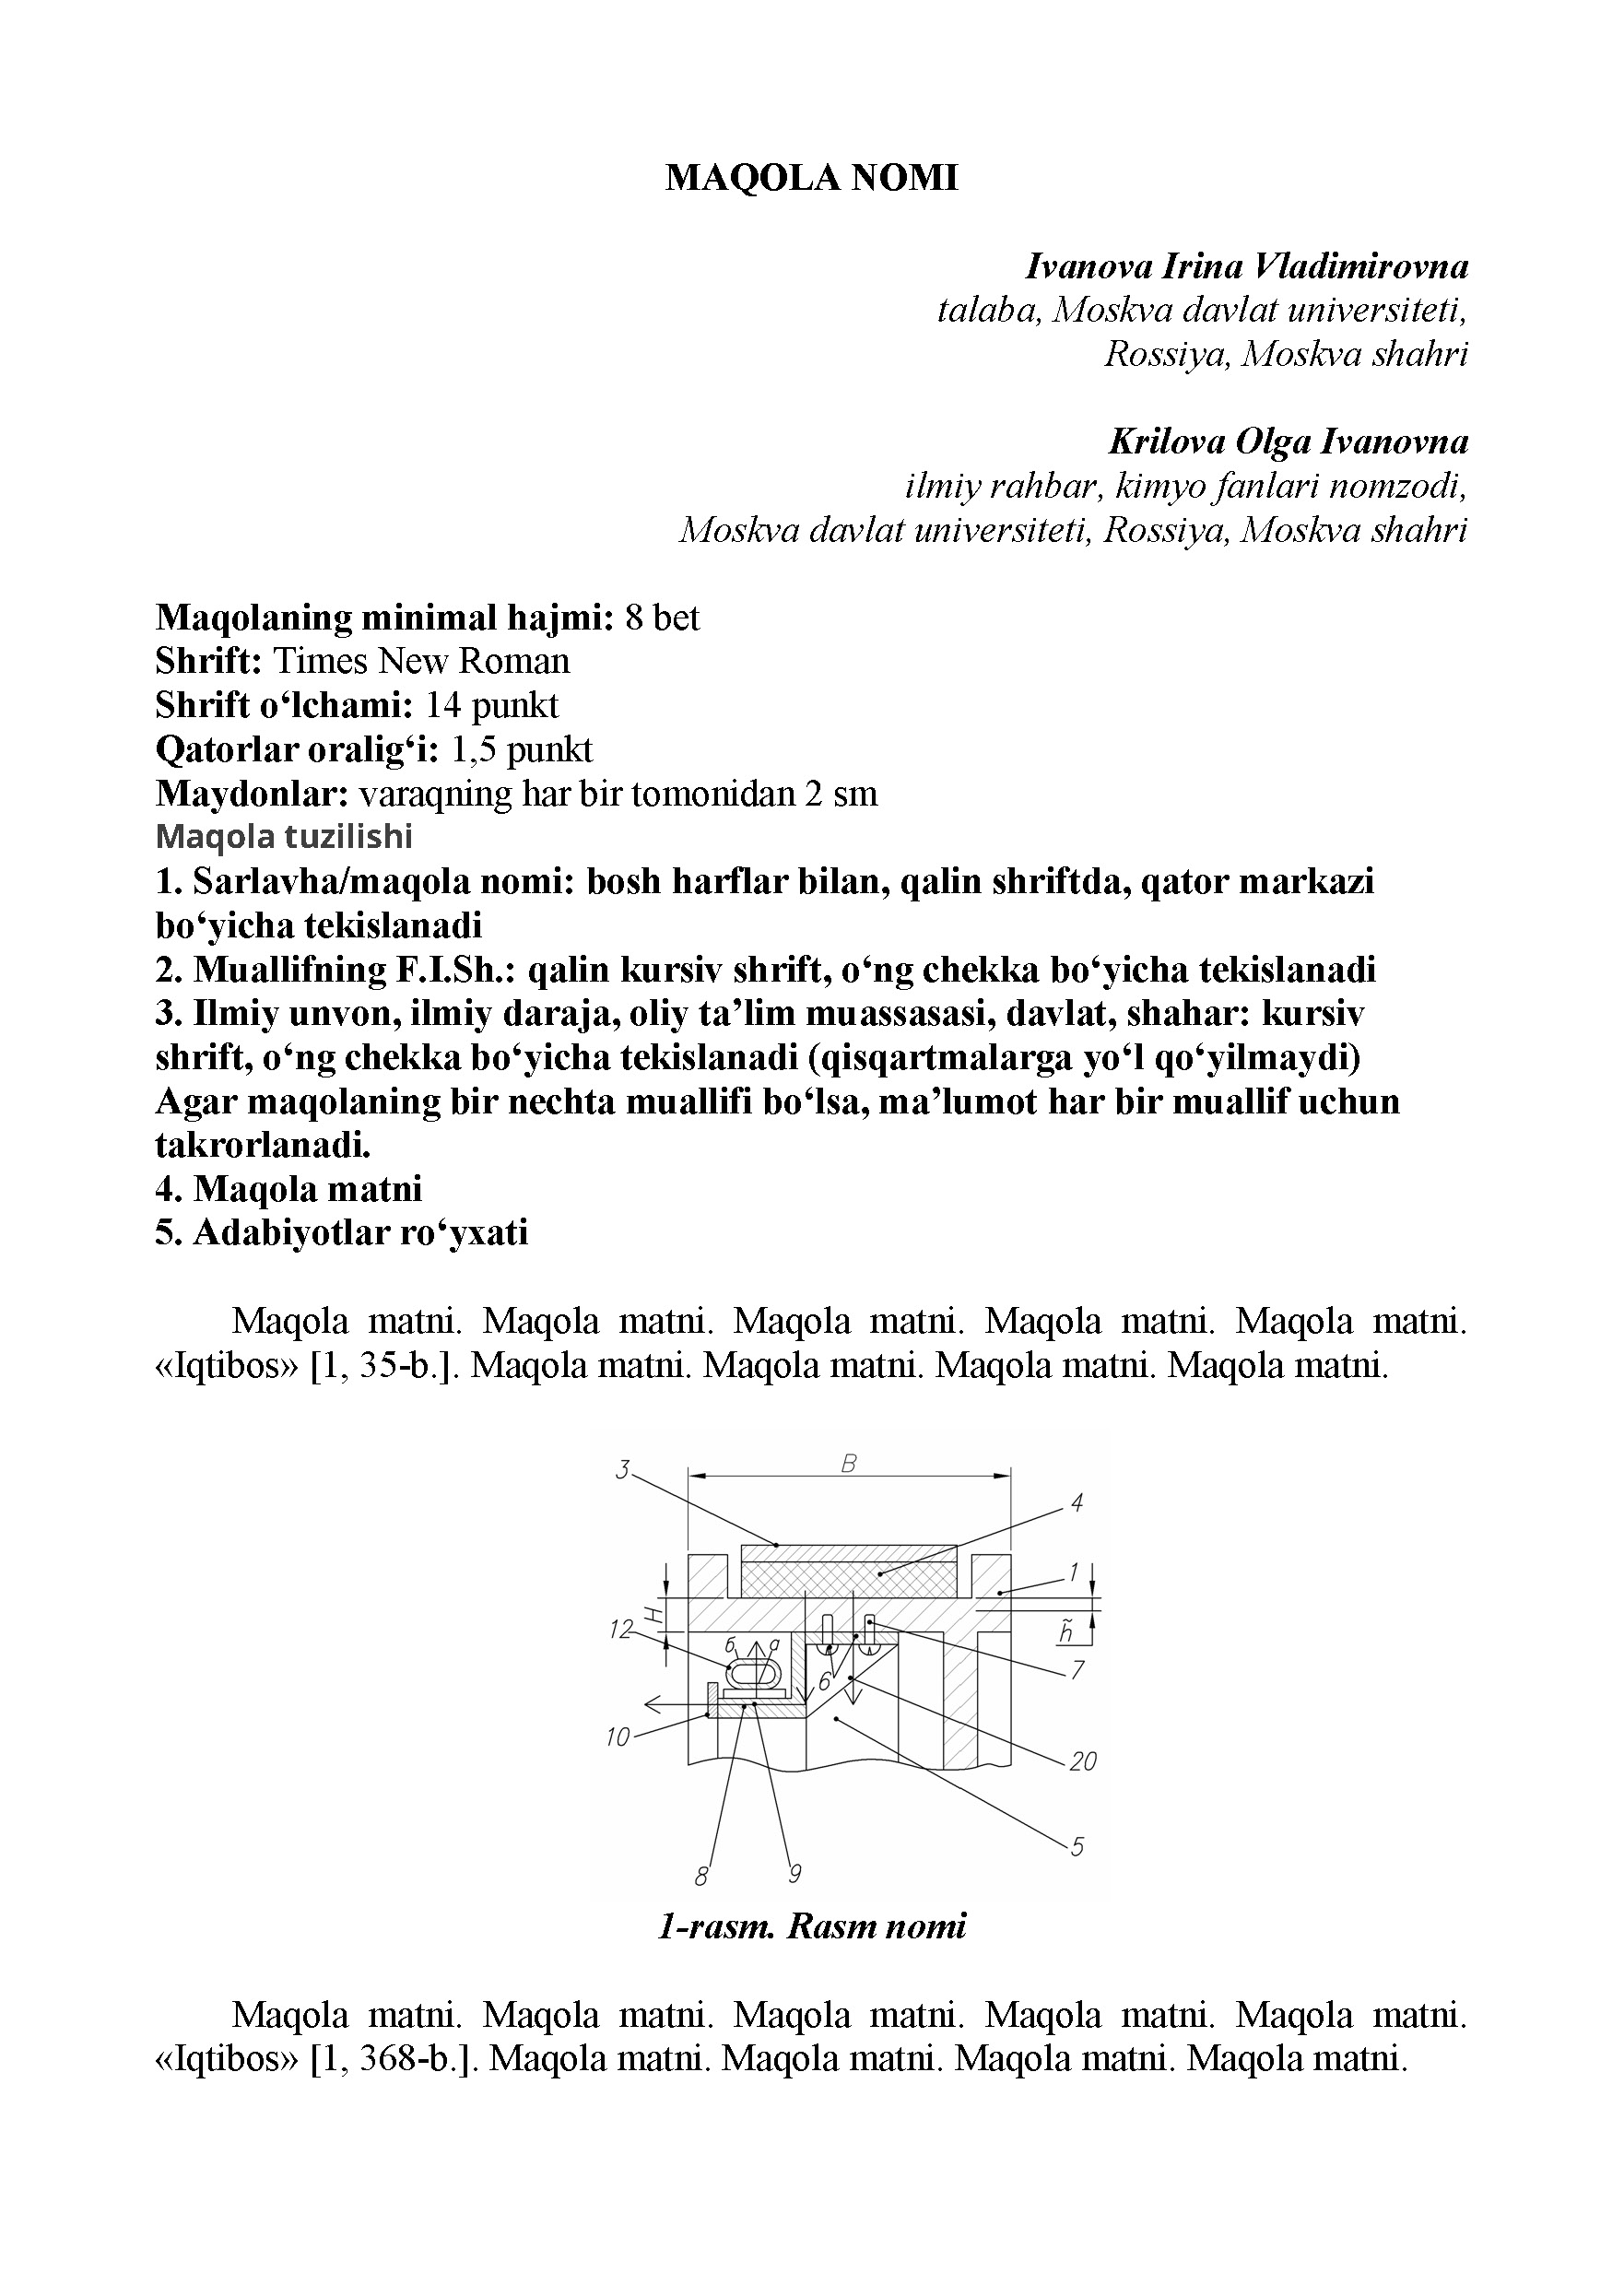 MAQOLA NOMI
Ivanova Irina Vladimirovna
talaba, Moskva davlat universiteti,
Rossiya, Moskva shahri
Krilova Olga Ivanovna
ilmiy rahbar, kimyo fanlari nomzodi,
Moskva davlat universiteti, Rossiya, Moskva shahri
Maqolaning minimal hajmi: 8 bet
Shrift: Times New Roman
Shrift o‘lchami: 14 punkt
Qatorlar oralig‘i: 1,5 punkt
Maydonlar: varaqning har bir tomonidan 2 sm
Maqola tuzilishi
1. Sarlavha/maqola nomi: bosh harflar bilan, qalin shriftda, qator markazi
bo‘yicha tekislanadi
2. Muallifning F.I.Sh.: qalin kursiv shrift, o‘ng chekka bo‘yicha tekislanadi
3. Ilmiy unvon, ilmiy daraja, oliy ta’lim muassasasi, davlat, shahar: kursiv
shrift, o‘ng chekka bo‘yicha tekislanadi (qisqartmalarga yo‘l qo‘yilmaydi)
Agar maqolaning bir nechta muallifi bo‘lsa, ma’lumot har bir muallif uchun
takrorlanadi.
4. Maqola matni
5. Adabiyotlar ro‘yxati
Maqola matni. Maqola matni. Maqola matni. Maqola matni. Maqola matni.
«Iqtibos» [1, 35-b.]. Maqola matni. Maqola matni. Maqola matni. Maqola matni.
B
3
4
1
H
12
h̃
б
а
7
6
10
20
5
8
9
1-rasm. Rasm nomi
Maqola matni. Maqola matni. Maqola matni. Maqola matni. Maqola matni.
«Iqtibos» [1, 368-b.]. Maqola matni. Maqola matni. Maqola matni. Maqola matni.